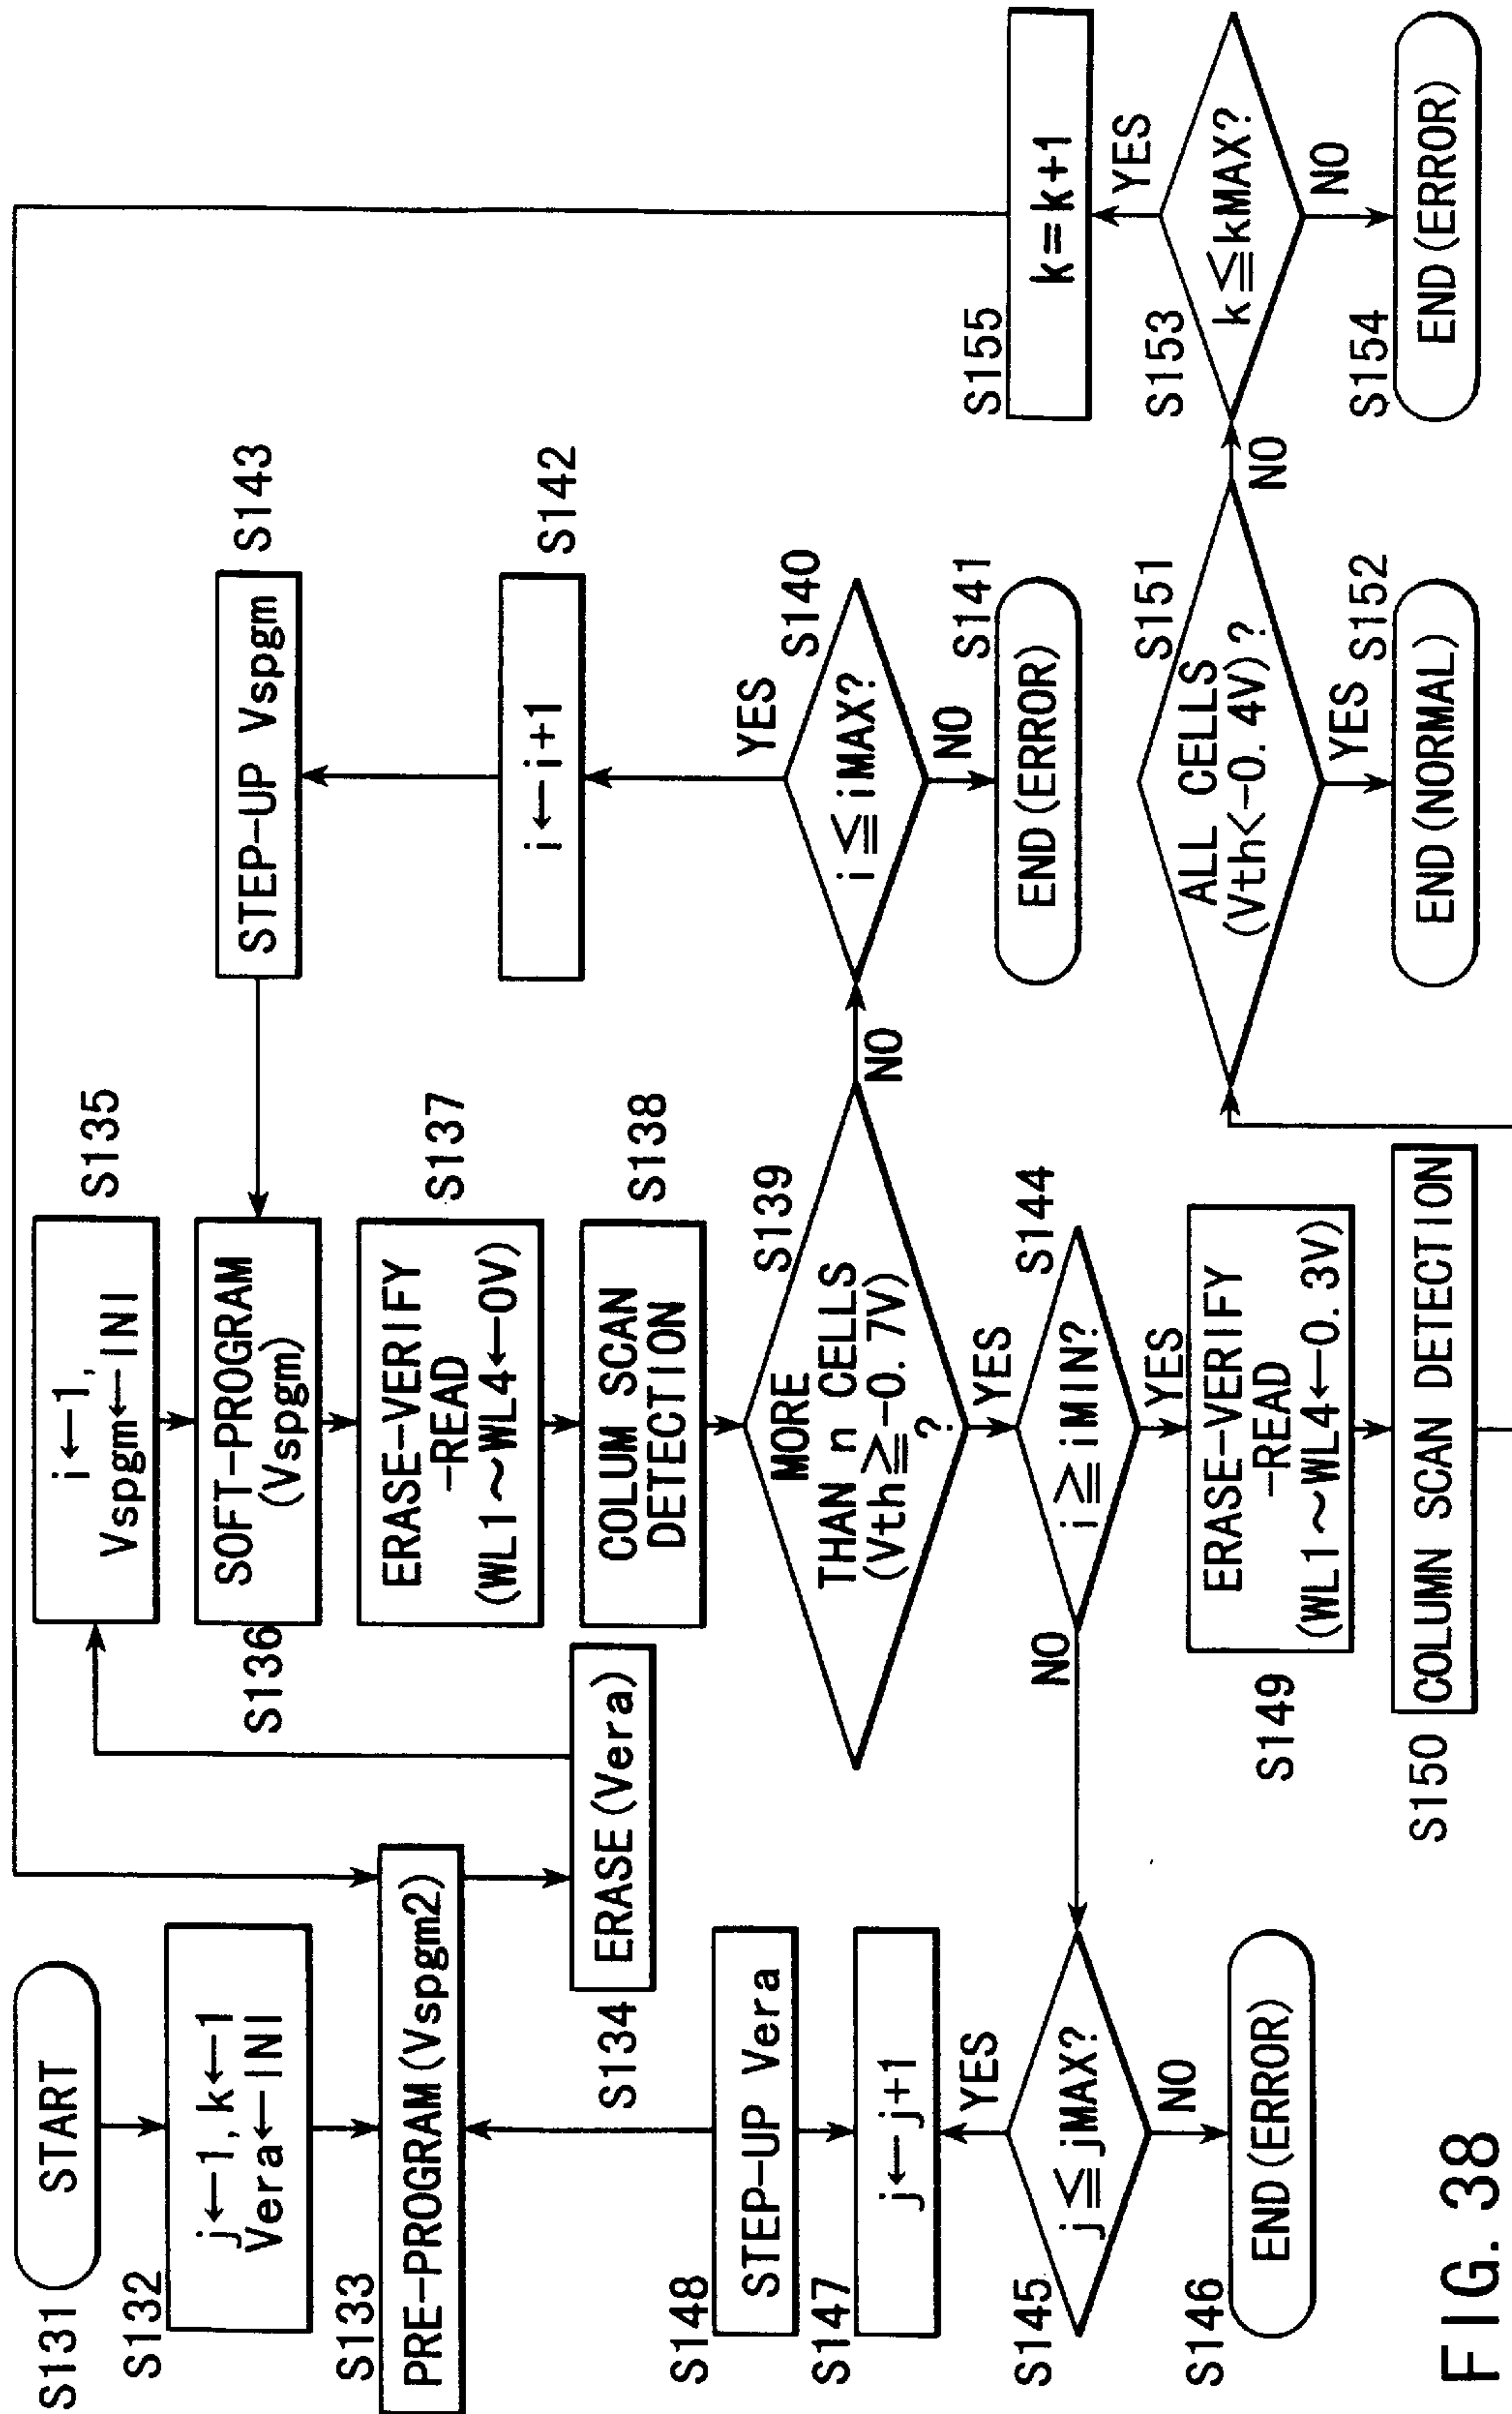 S131
START
S132
j←1, k←1
Vera←INI
S133
PRE-PROGRAM(Vspgm2)
S134
ERASE(Vera)
S135
i←1,
Vspgm←INI
S136
SOFT-PROGRAM
(Vspgm)
S137
ERASE-VERIFY
-READ
(WL1~WL4←0V)
S138
COLUM SCAN
DETECTION
S139
MORE
THAN n CELLS
(Vth≧-0.7V)
?
NO
YES
S140
i≦iMAX?
YES
NO
S141
END(ERROR)
S142
i←i+1
S143
STEP-UP Vspgm
S144
i≧iMIN?
NO
YES
S145
j≦jMAX?
YES
NO
S146
END(ERROR)
S147
j←j+1
S148
STEP-UP Vera
S149
ERASE-VERIFY
-READ
(WL1~WL4←0.3V)
S150
COLUMN SCAN DETECTION
S151
ALL CELLS
(Vth<-0.4V)?
NO
YES
S152
END(NORMAL)
S153
k≦kMAX?
YES
NO
S154
END(ERROR)
S155
k=k+1
FIG. 38